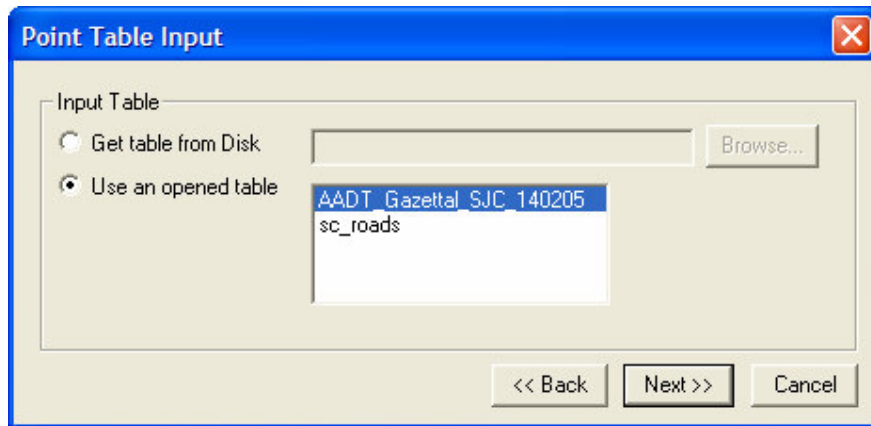 Point Table Input
Input Table
Get table from Disk
Browse...
Use an opened table
AADT_Gazettal_SJC_140205
sc_roads
<< Back
Next >>
Cancel